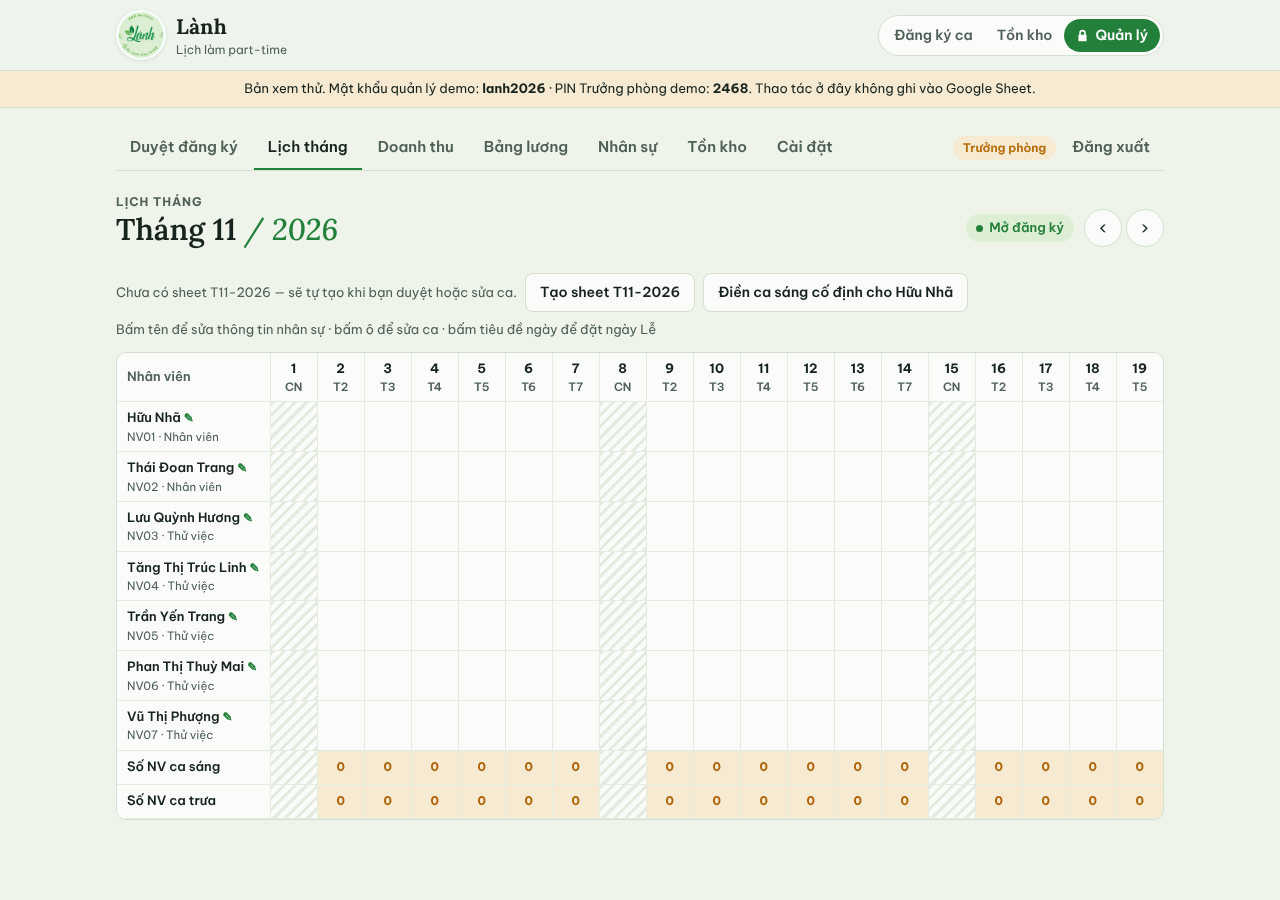 Lành
Lành
Lịch làm part-time
Đăng ký ca Tồn kho Quản lý
Bản xem thử. Mật khẩu quản lý demo: lanh2026 · PIN Trưởng phòng demo: 2468. Thao tác ở đây không ghi vào Google Sheet.
Duyệt đăng ký Lịch tháng Doanh thu Bảng lương Nhân sự Tồn kho Cài đặt Trưởng phòng Đăng xuất
LỊCH THÁNG
Tháng 11 / 2026
Mở đăng ký
Chưa có sheet T11-2026 — sẽ tự tạo khi bạn duyệt hoặc sửa ca. Tạo sheet T11-2026 Điền ca sáng cố định cho Hữu Nhã
Bấm tên để sửa thông tin nhân sự · bấm ô để sửa ca · bấm tiêu đề ngày để đặt ngày Lễ
Nhân viên 1 2 3 4 5 6 7 8 9 10 11 12 13 14 15 16 17 18 19
CN T2 T3 T4 T5 T6 T7 CN T2 T3 T4 T5 T6 T7 CN T2 T3 T4 T5
Hữu Nhã ✎
NV01 · Nhân viên
Thái Đoan Trang ✎
NV02 · Nhân viên
Lưu Quỳnh Hương ✎
NV03 · Thử việc
Tăng Thị Trúc Linh ✎
NV04 · Thử việc
Trần Yến Trang ✎
NV05 · Thử việc
Phan Thị Thuỳ Mai ✎
NV06 · Thử việc
Vũ Thị Phượng ✎
NV07 · Thử việc
Số NV ca sáng 0 0 0 0 0 0 0 0 0 0 0 0 0 0 0 0
Số NV ca trưa 0 0 0 0 0 0 0 0 0 0 0 0 0 0 0 0